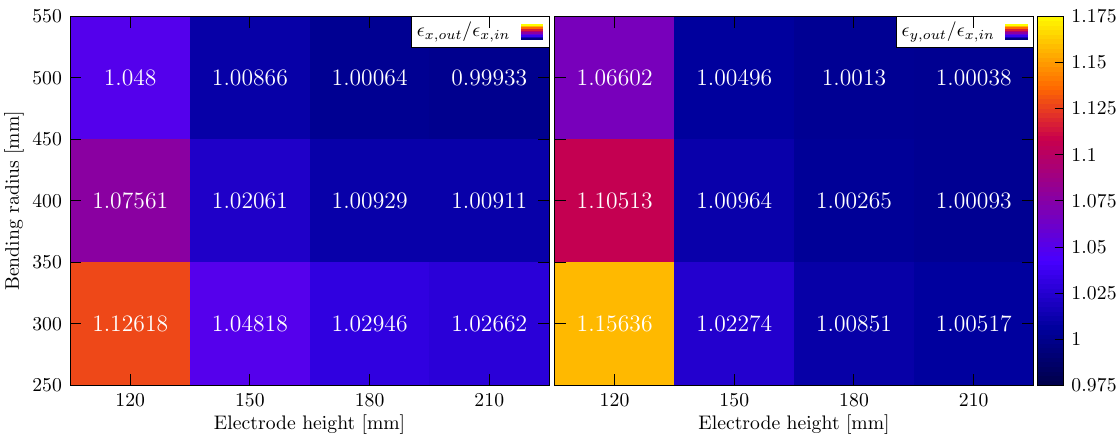 550
500
450
400
350
300
250
Bending radius [mm]
ϵx,out/ϵx,in
1.048 1.00866 1.00064 0.99933
1.07561 1.02061 1.00929 1.00911
1.12618 1.04818 1.02946 1.02662
120 150 180 210
Electrode height [mm]
ϵy,out/ϵx,in
1.06602 1.00496 1.0013 1.00038
1.10513 1.00964 1.00265 1.00093
1.15636 1.02274 1.00851 1.00517
120 150 180 210
Electrode height [mm]
1.175
1.15
1.125
1.1
1.075
1.05
1.025
1
0.975